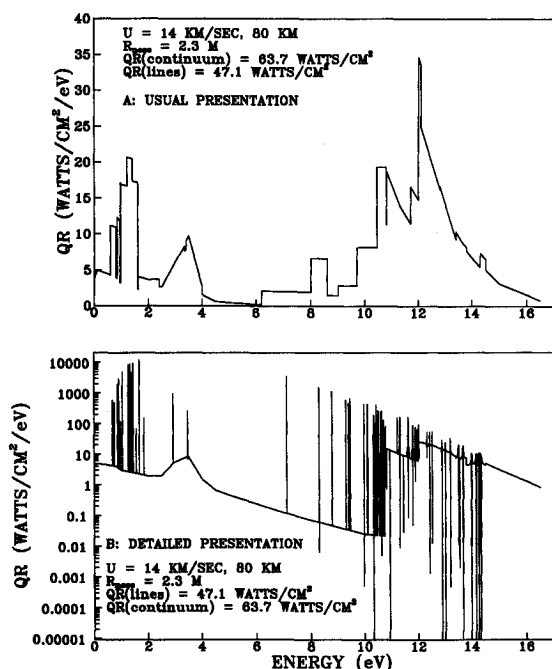 U = 14 KM/SEC, 80 KM
R_nose = 2.3 M
QR(continuum) = 63.7 WATTS/CM²
QR(lines) = 47.1 WATTS/CM²
A: USUAL PRESENTATION
QR (WATTS/CM²/eV)
40
35
30
25
20
15
10
5
0
0 2 4 6 8 10 12 14 16
QR (WATTS/CM²/eV)
10000
1000
100
10
1
0.1
0.01
0.001
0.0001
0.00001
B: DETAILED PRESENTATION
U = 14 KM/SEC, 80 KM
R_nose = 2.3 M
QR(lines) = 47.1 WATTS/CM²
QR(continuum) = 63.7 WATTS/CM²
0 2 4 6 8 10 12 14 16
ENERGY (eV)